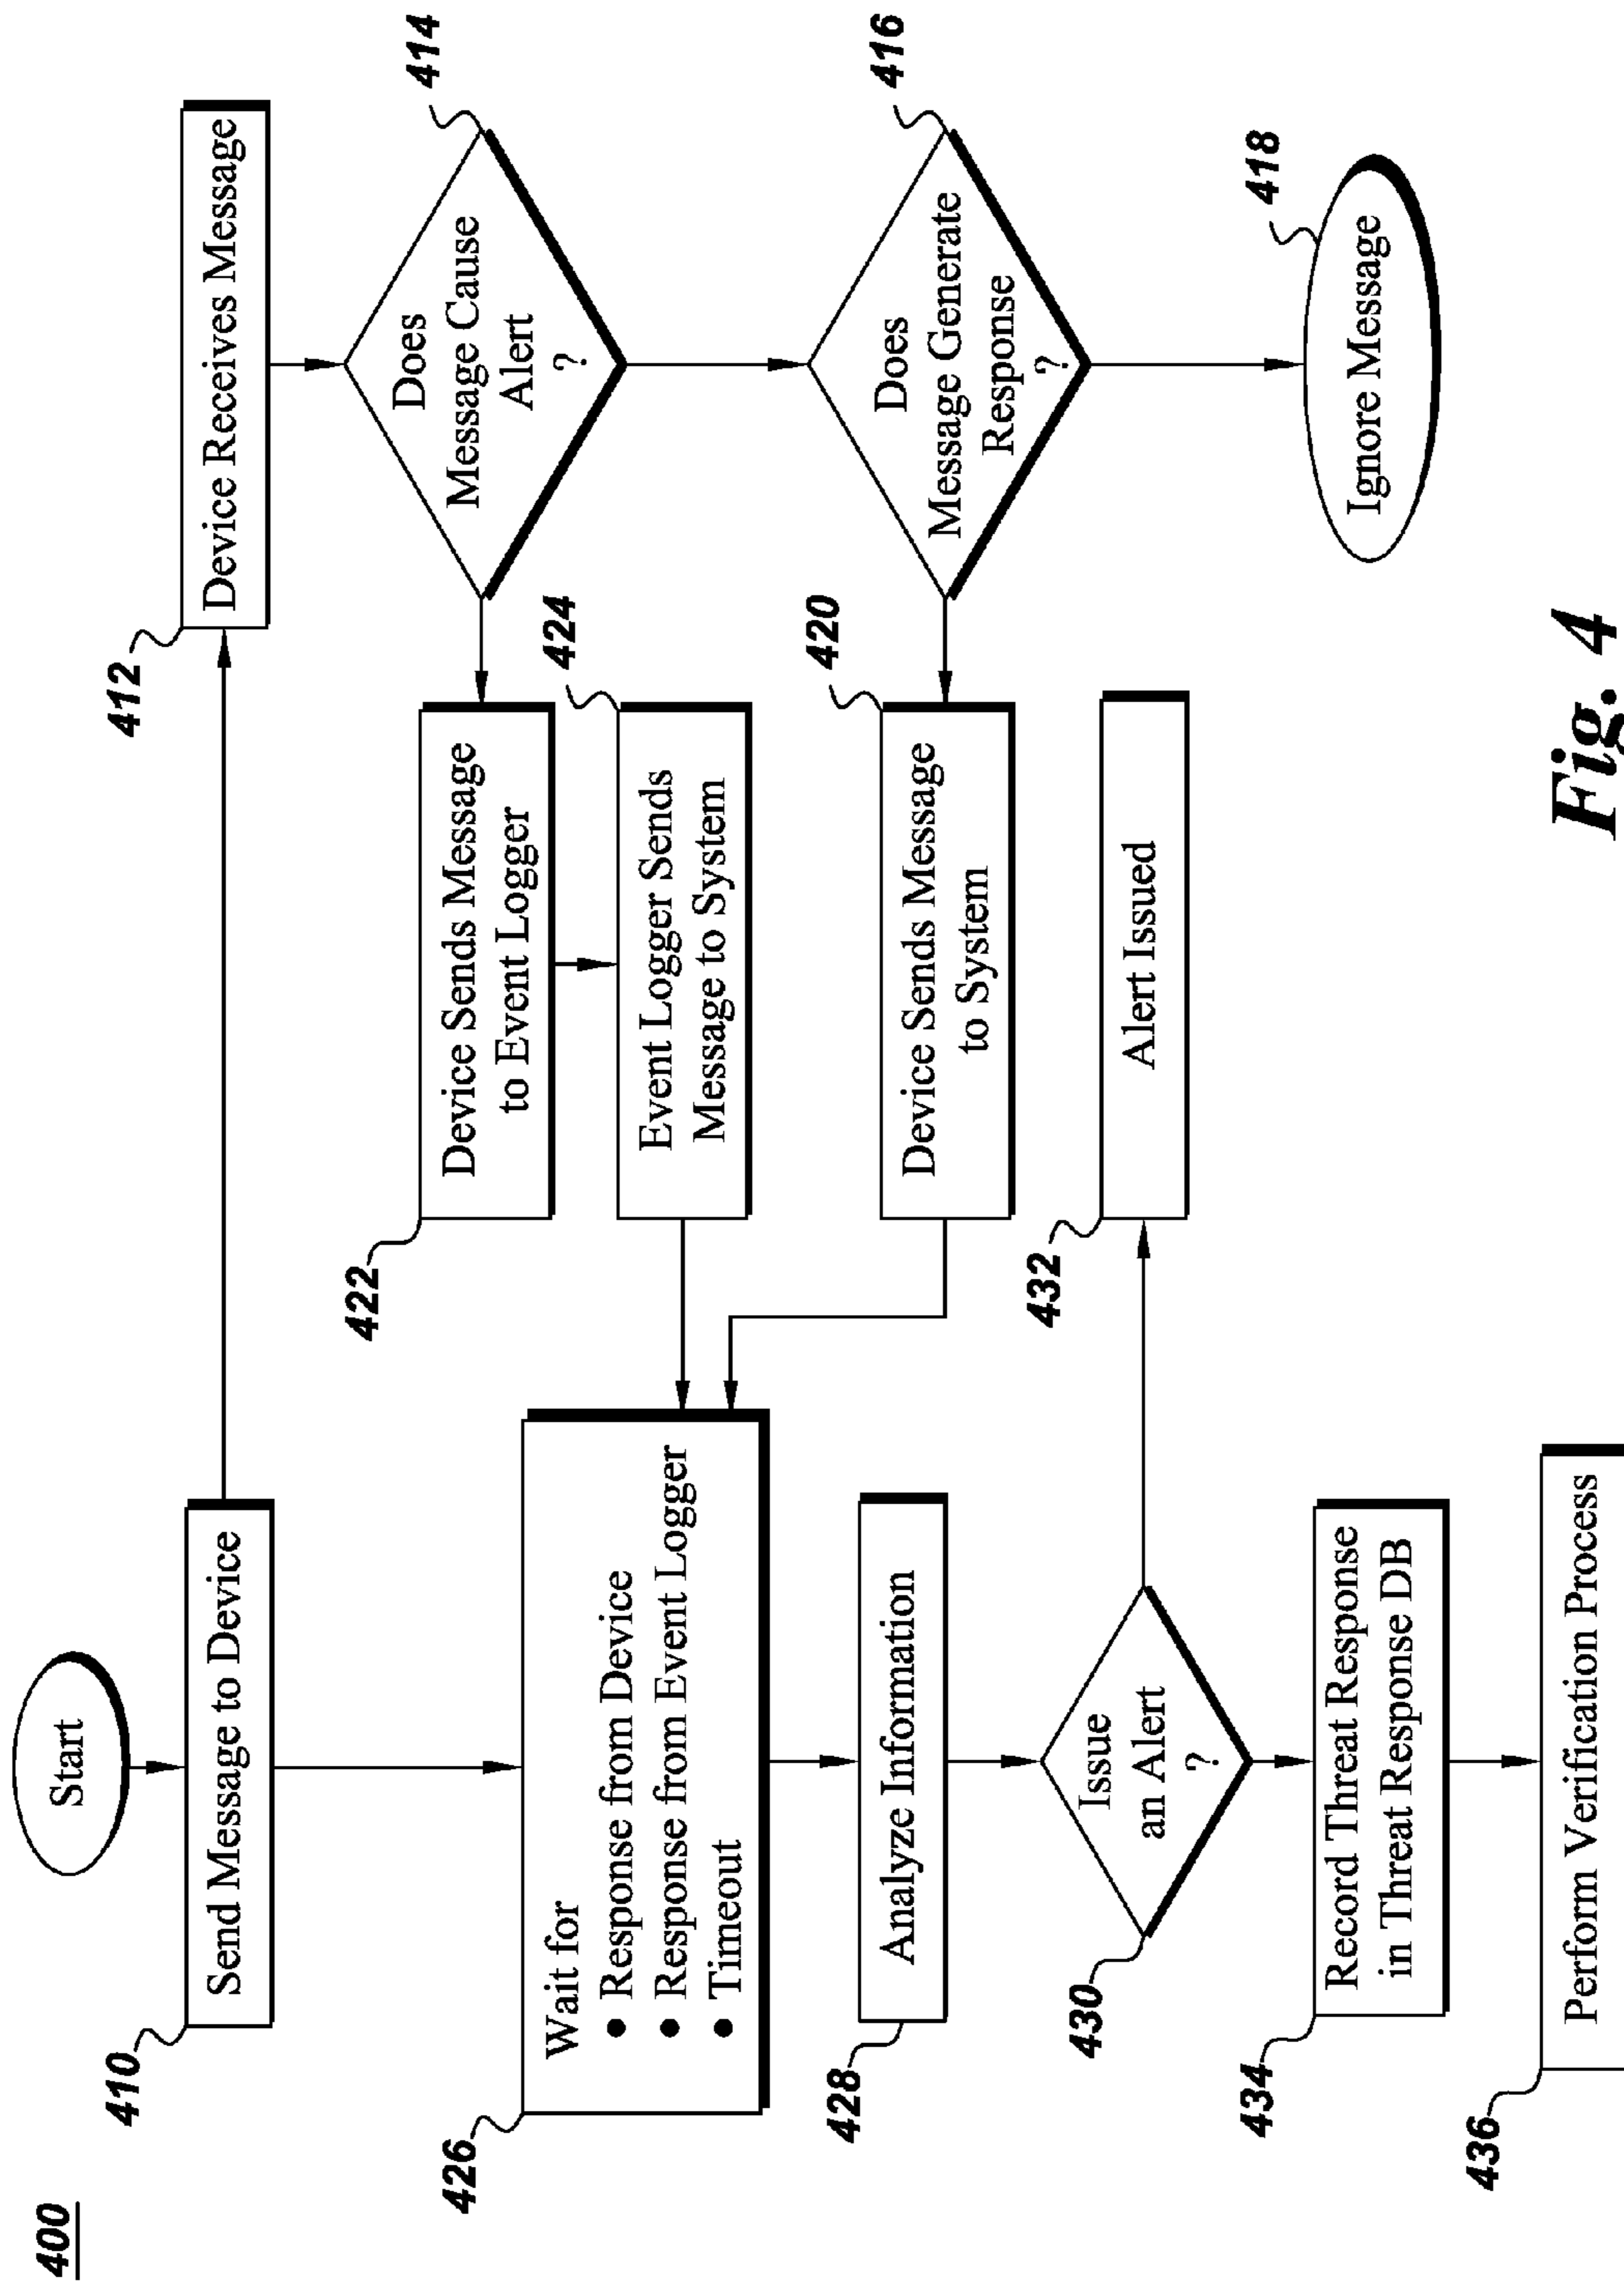 400
Start
410
Send Message to Device
412
Device Receives Message
414
Does
Message Cause
Alert
?
422
Device Sends Message
to Event Logger
424
Event Logger Sends
Message to System
416
Does
Message Generate
Response
?
420
Device Sends Message
to System
418
Ignore Message
426
Wait for
● Response from Device
● Response from Event Logger
● Timeout
428
Analyze Information
430
Issue
an Alert
?
432
Alert Issued
434
Record Threat Response
in Threat Response DB
436
Perform Verification Process
Fig. 4